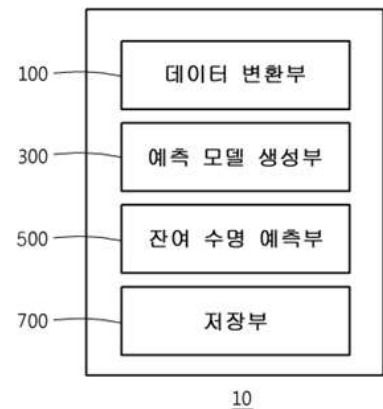 100 데이터 변환부
300 예측 모델 생성부
500 잔여 수명 예측부
700 저장부
10